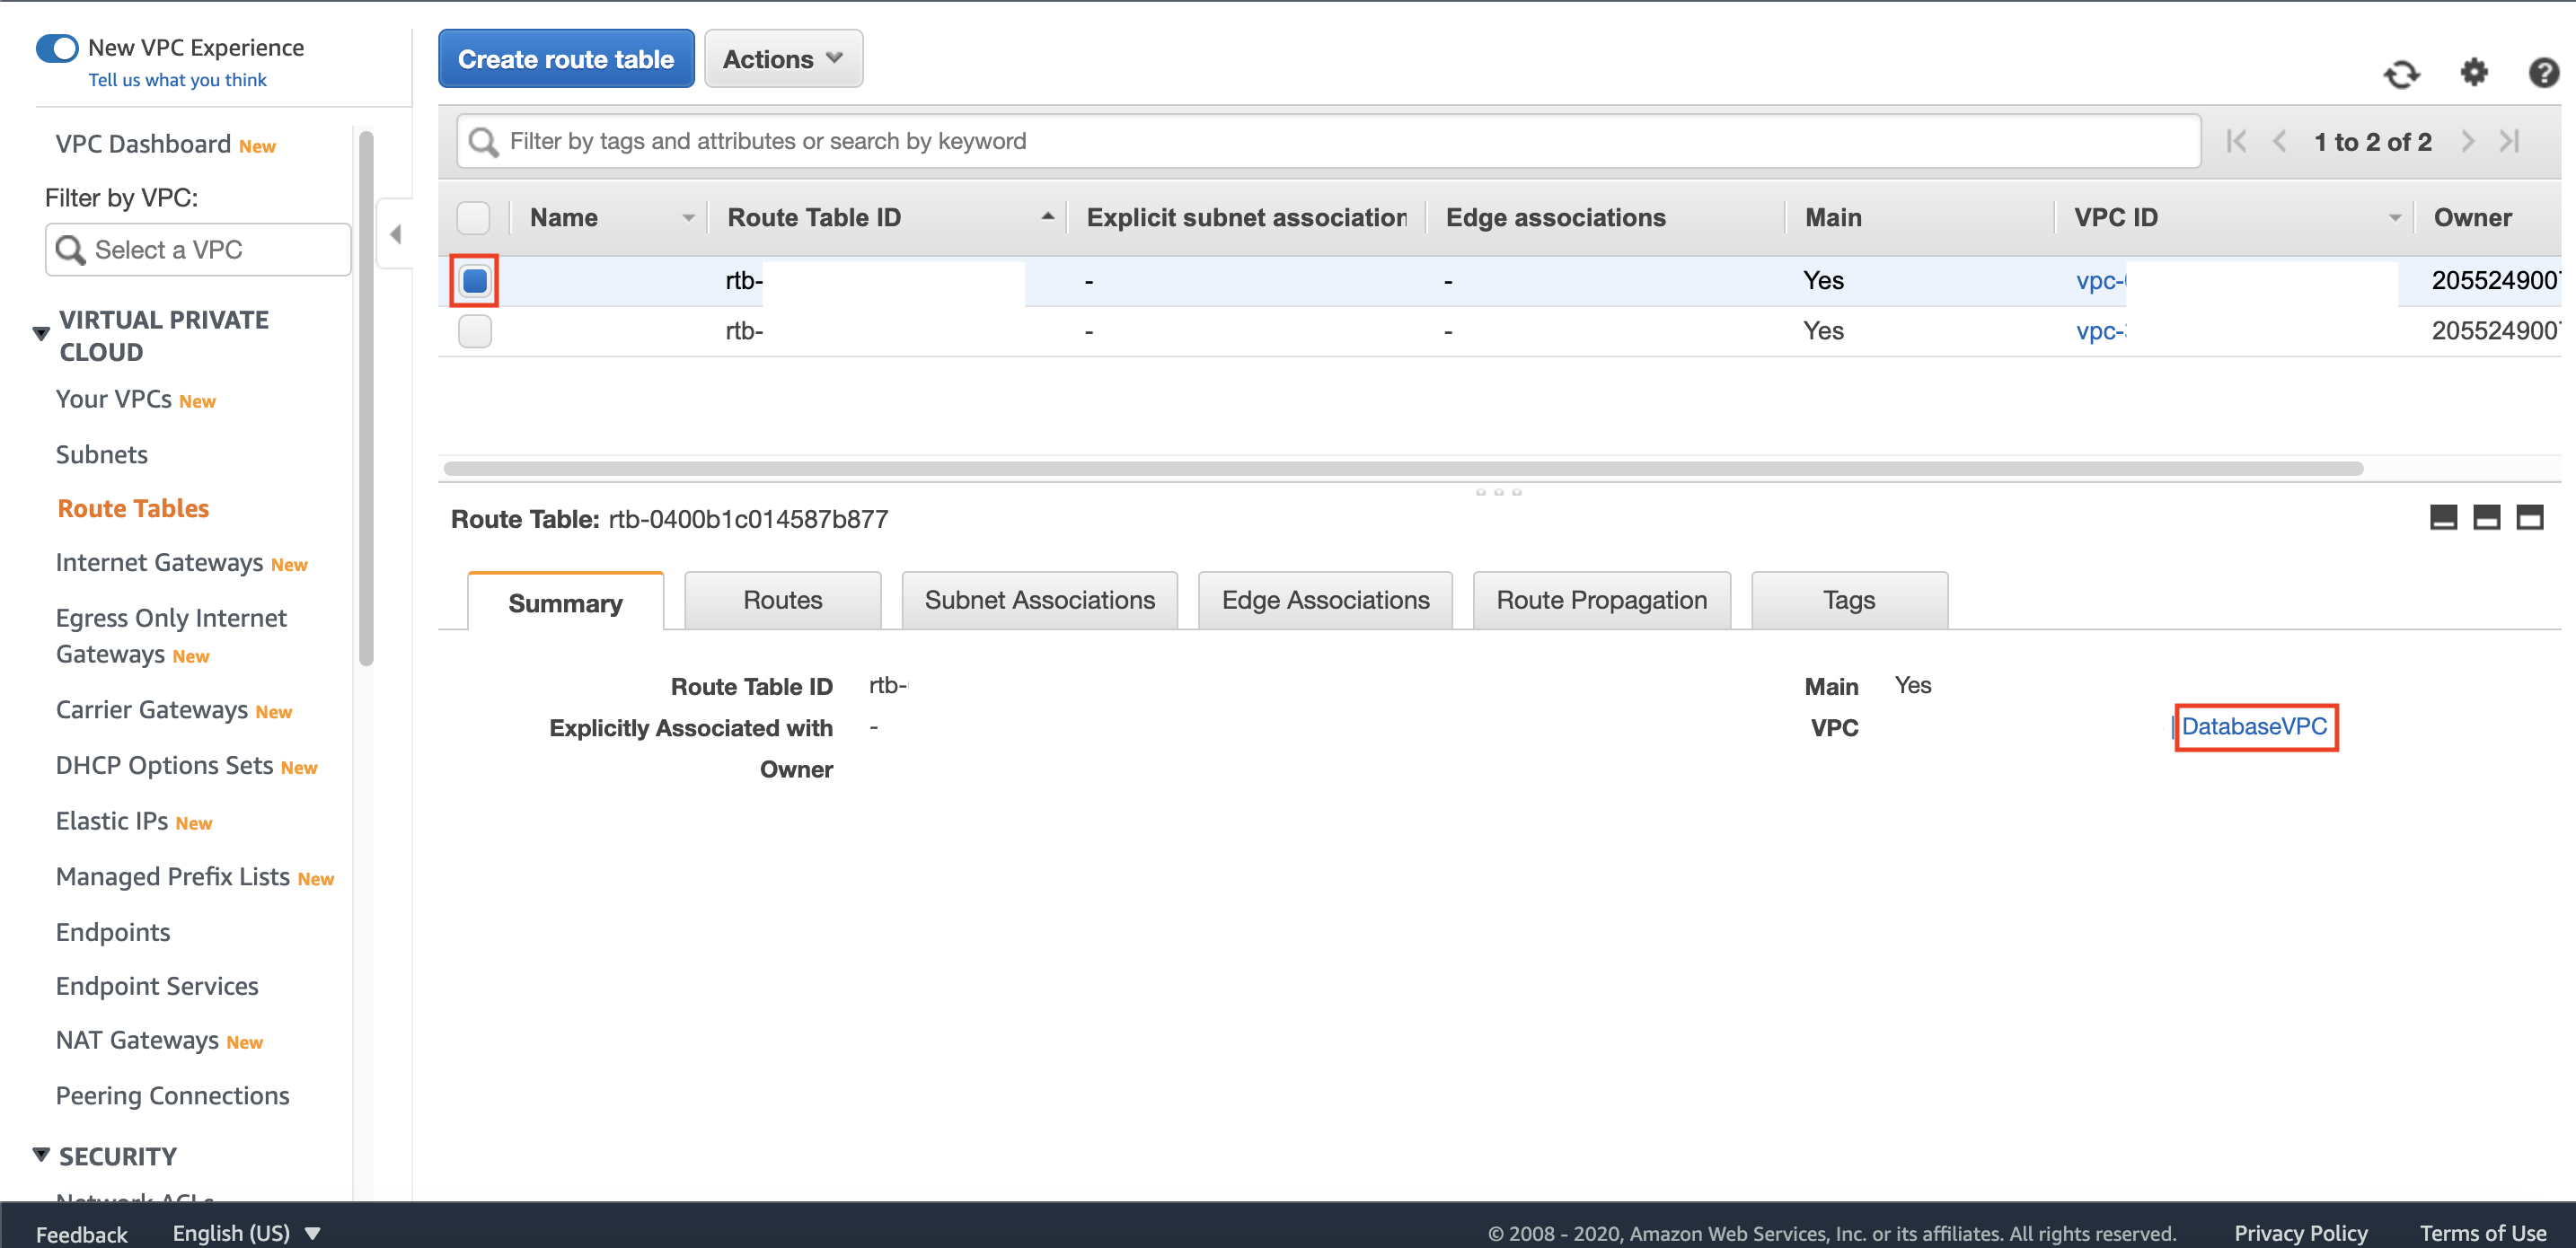 New VPC Experience
Tell us what you think
VPC Dashboard New
Filter by VPC:
Select a VPC
VIRTUAL PRIVATE
CLOUD
Your VPCs New
Subnets
Route Tables
Internet Gateways New
Egress Only Internet
Gateways New
Carrier Gateways New
DHCP Options Sets New
Elastic IPs New
Managed Prefix Lists New
Endpoints
Endpoint Services
NAT Gateways New
Peering Connections
SECURITY
Network ACLs
Create route table Actions
Filter by tags and attributes or search by keyword
1 to 2 of 2
Name Route Table ID Explicit subnet association Edge associations Main VPC ID Owner
rtb- - - Yes vpc- 2055249007
rtb- - - Yes vpc- 2055249007
Route Table: rtb-0400b1c014587b877
Summary Routes Subnet Associations Edge Associations Route Propagation Tags
Route Table ID rtb- Main Yes
Explicitly Associated with - VPC | DatabaseVPC
Owner
Feedback English (US) © 2008 - 2020, Amazon Web Services, Inc. or its affiliates. All rights reserved. Privacy Policy Terms of Use